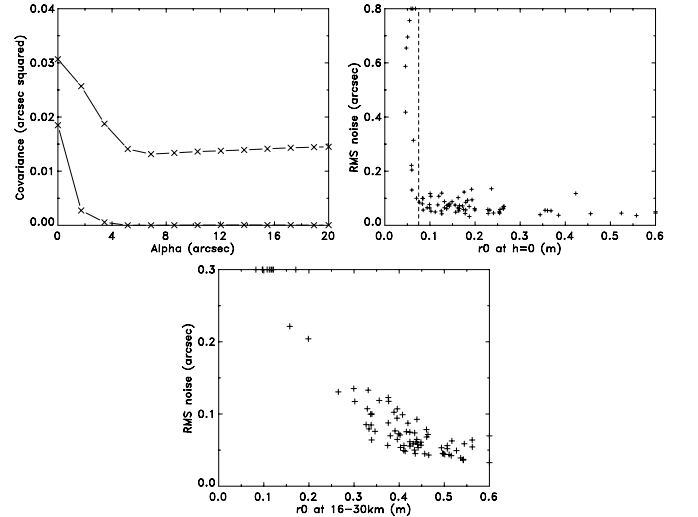 0.04
0.03
0.02
0.01
0.00
Covariance (arcsec squared)
0 4 8 12 16 20
Alpha (arcsec)
0.8
0.6
0.4
0.2
0.0
RMS noise (arcsec)
0.0 0.1 0.2 0.3 0.4 0.5 0.6
r0 at h=0 (m)
0.3
0.2
0.1
0.0
RMS noise (arcsec)
0.0 0.1 0.2 0.3 0.4 0.5 0.6
r0 at 16-30km (m)